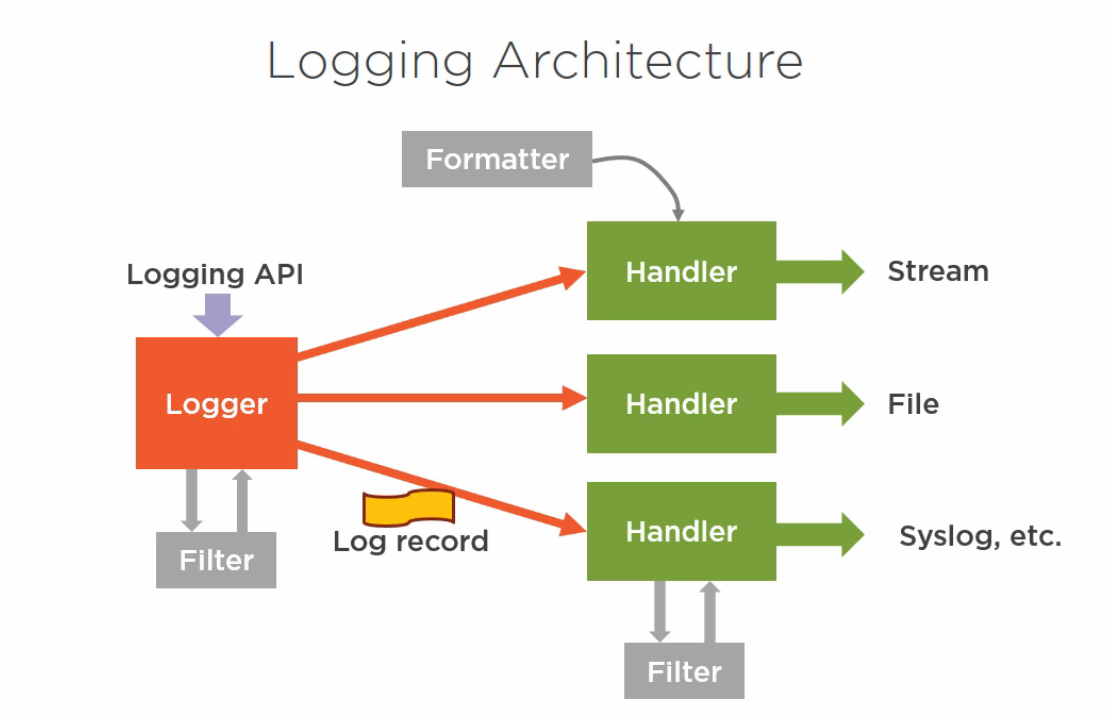 Logging Architecture
Formatter
Logging API
Handler
Stream
Logger
Handler
File
Log record
Handler
Syslog, etc.
Filter
Filter